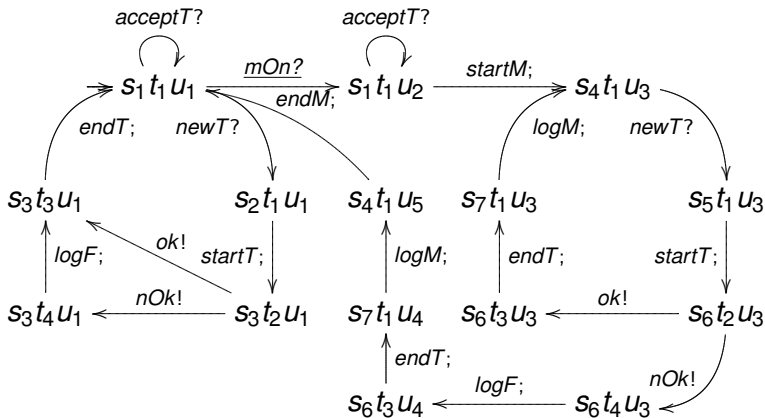 acceptT? acceptT?
s1t1u1 mOn? s1t1u2 startM; s4t1u3
endM;
endT; newT? logM; newT?
s3t3u1 s2t1u1 s4t1u5 s7t1u3 s5t1u3
logF; ok! startT; logM; endT; startT;
s3t4u1 nOk! s3t2u1 s7t1u4 s6t3u3 ok! s6t2u3
endT; nOk!
s6t3u4 logF; s6t4u3